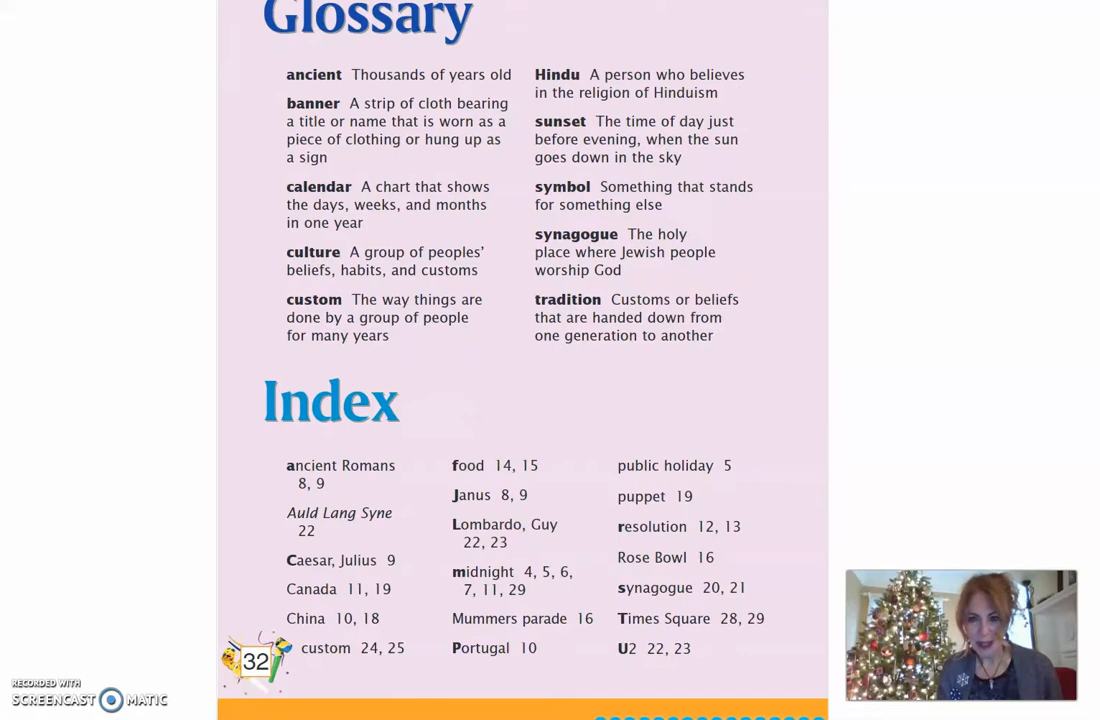 Glossary
ancient Thousands of years old
banner A strip of cloth bearing
a title or name that is worn as a
piece of clothing or hung up as
a sign
calendar A chart that shows
the days, weeks, and months
in one year
culture A group of peoples'
beliefs, habits, and customs
custom The way things are
done by a group of people
for many years
Hindu A person who believes
in the religion of Hinduism
sunset The time of day just
before evening, when the sun
goes down in the sky
symbol Something that stands
for something else
synagogue The holy
place where Jewish people
worship God
tradition Customs or beliefs
that are handed down from
one generation to another
Index
ancient Romans
8, 9
Auld Lang Syne
22
Caesar, Julius 9
Canada 11, 19
China 10, 18
custom 24, 25
food 14, 15
Janus 8, 9
Lombardo, Guy
22, 23
midnight 4, 5, 6,
7, 11, 29
Mummers parade 16
Portugal 10
public holiday 5
puppet 19
resolution 12, 13
Rose Bowl 16
synagogue 20, 21
Times Square 28, 29
U2 22, 23
32
RECORDED WITH
SCREENCAST MATIC